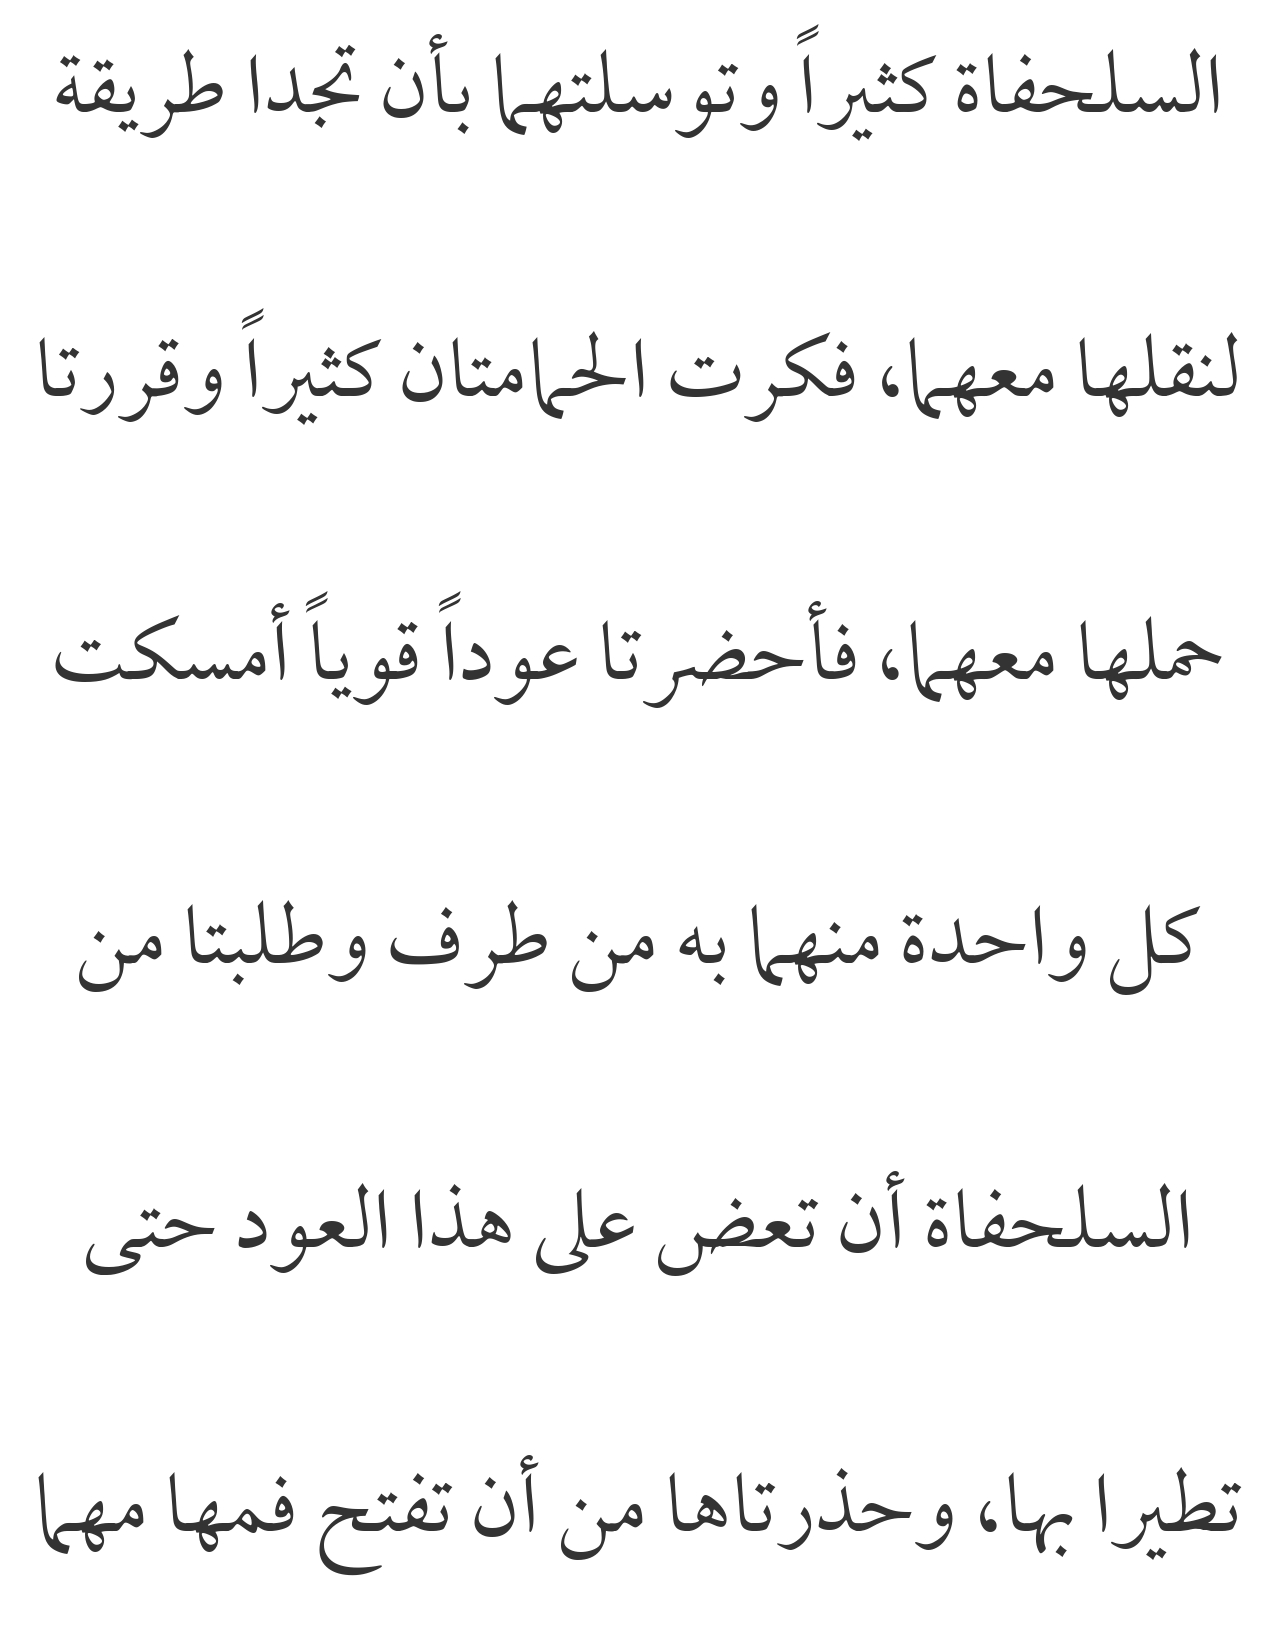 السلحفاة كثيراً وتوسلتهما بأن تجدا طريقة
لنقلها معهما، فكرت الحمامتان كثيراً وقررتا
حملها معهما، فأحضرتا عوداً قوياً أمسكت
كل واحدة منهما به من طرف وطلبتا من
السلحفاة أن تعض على هذا العود حتى
تطيرا بها، وحذرتاها من أن تفتح فمها مهما